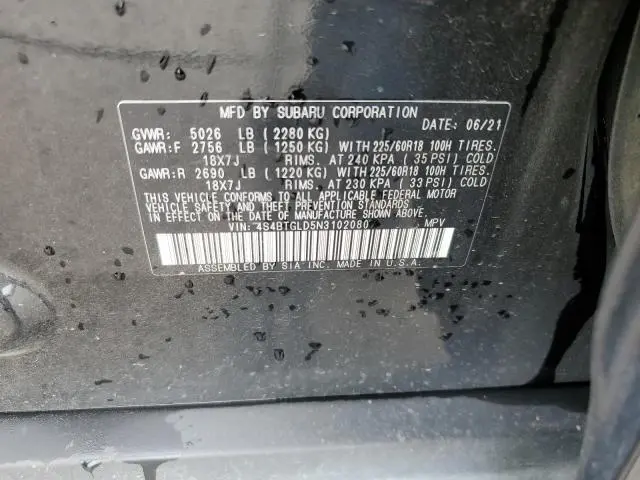 MFD BY SUBARU CORPORATION
DATE: 06/21
GVWR: 5026 LB (2280 KG)
GAWR:F 2756 LB (1250 KG) WITH 225/60R18 100H TIRES.
18X7J RIMS. AT 240 KPA (35 PSI) COLD
GAWR:R 2690 LB (1220 KG) WITH 225/60R18 100H TIRES.
18X7J RIMS. AT 230 KPA (33 PSI) COLD
THIS VEHICLE CONFORMS TO ALL APPLICABLE FEDERAL MOTOR
VEHICLE SAFETY AND THEFT PREVENTION STANDARDS
IN EFFECT ON THE DATE OF MANUFACTURE SHOWN ABOVE.
VIN: 4S4BTGLD5N3102080 MPV
ASSEMBLED BY SIA INC. MADE IN U.S.A.